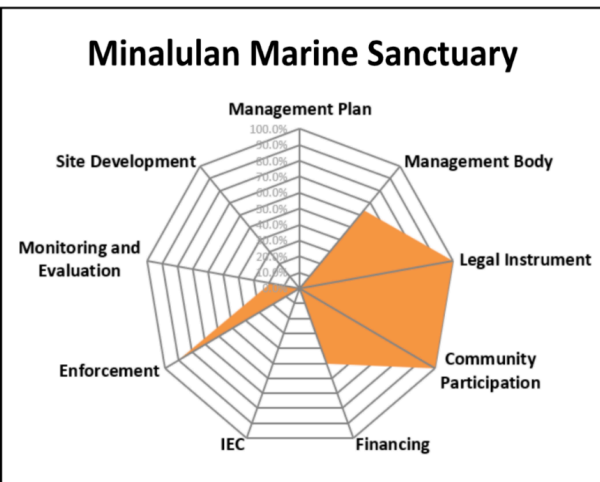 Minalulan Marine Sanctuary
Management Plan
100.0%
90.0%
80.0%
70.0%
60.0%
50.0%
40.0%
30.0%
20.0%
10.0%
Management Body
Legal Instrument
Community
Participation
Financing
IEC
Enforcement
Monitoring and
Evaluation
Site Development